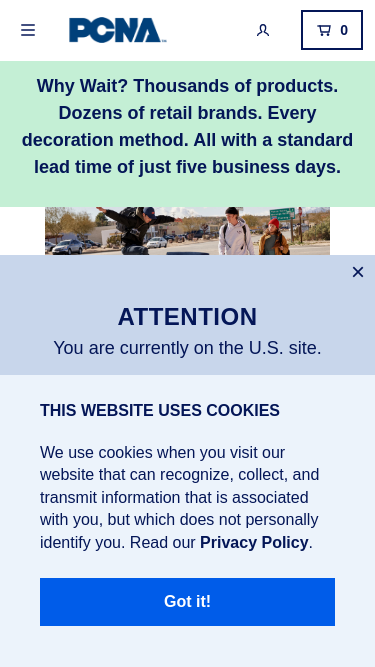 PCNA
0
Why Wait? Thousands of products.
Dozens of retail brands. Every
decoration method. All with a standard
lead time of just five business days.
ATTENTION
You are currently on the U.S. site.
THIS WEBSITE USES COOKIES
We use cookies when you visit our
website that can recognize, collect, and
transmit information that is associated
with you, but which does not personally
identify you. Read our Privacy Policy.
Got it!